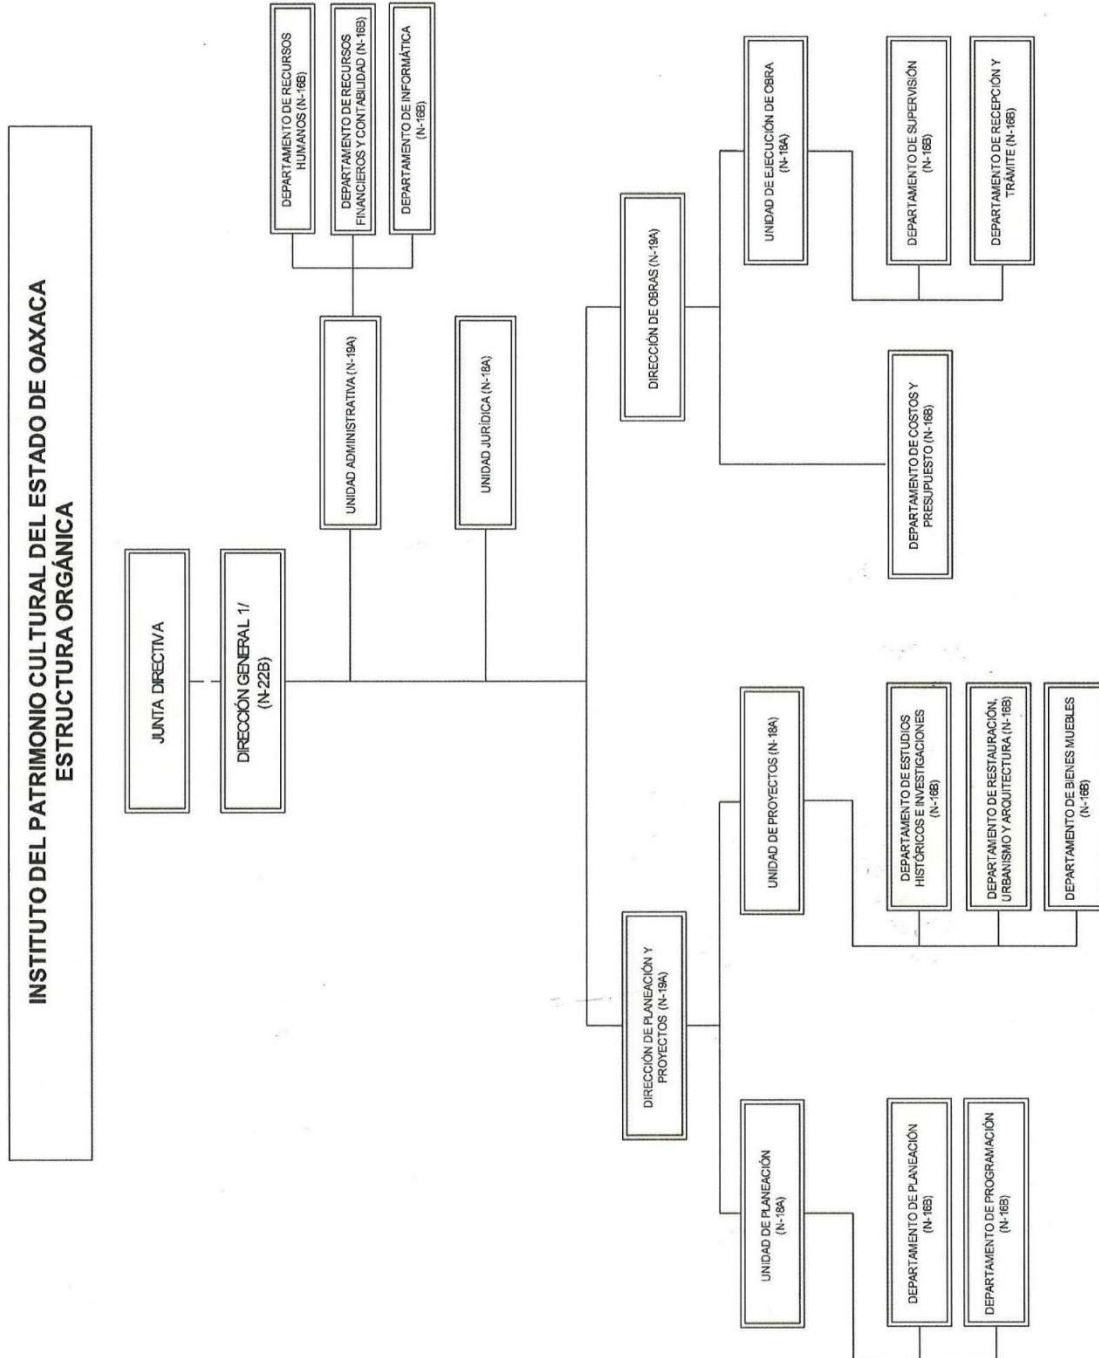 INSTITUTO DEL PATRIMONIO CULTURAL DEL ESTADO DE OAXACA
ESTRUCTURA ORGÁNICA
JUNTA DIRECTIVA
DIRECCIÓN GENERAL 1/
(N-22B)
UNIDAD ADMINISTRATIVA (N-19A)
DEPARTAMENTO DE RECURSOS
HUMANOS (N-16B)
DEPARTAMENTO DE RECURSOS
FINANCIEROS Y CONTABILIDAD (N-16B)
DEPARTAMENTO DE INFORMÁTICA
(N-16B)
UNIDAD JURÍDICA (N-18A)
DIRECCIÓN DE PLANEACIÓN Y
PROYECTOS (N-19A)
DIRECCIÓN DE OBRAS (N-19A)
UNIDAD DE PLANEACIÓN
(N-18A)
UNIDAD DE PROYECTOS (N-18A)
UNIDAD DE EJECUCIÓN DE OBRA
(N-18A)
DEPARTAMENTO DE PLANEACIÓN
(N-16B)
DEPARTAMENTO DE PROGRAMACIÓN
(N-16B)
DEPARTAMENTO DE ESTUDIOS
HISTÓRICOS E INVESTIGACIONES
(N-16B)
DEPARTAMENTO DE RESTAURACIÓN,
URBANISMO Y ARQUITECTURA (N-16B)
DEPARTAMENTO DE BIENES MUEBLES
(N-16B)
DEPARTAMENTO DE COSTOS Y
PRESUPUESTO (N-16B)
DEPARTAMENTO DE SUPERVISIÓN
(N-16B)
DEPARTAMENTO DE RECEPCIÓN Y
TRÁMITE (N-16B)